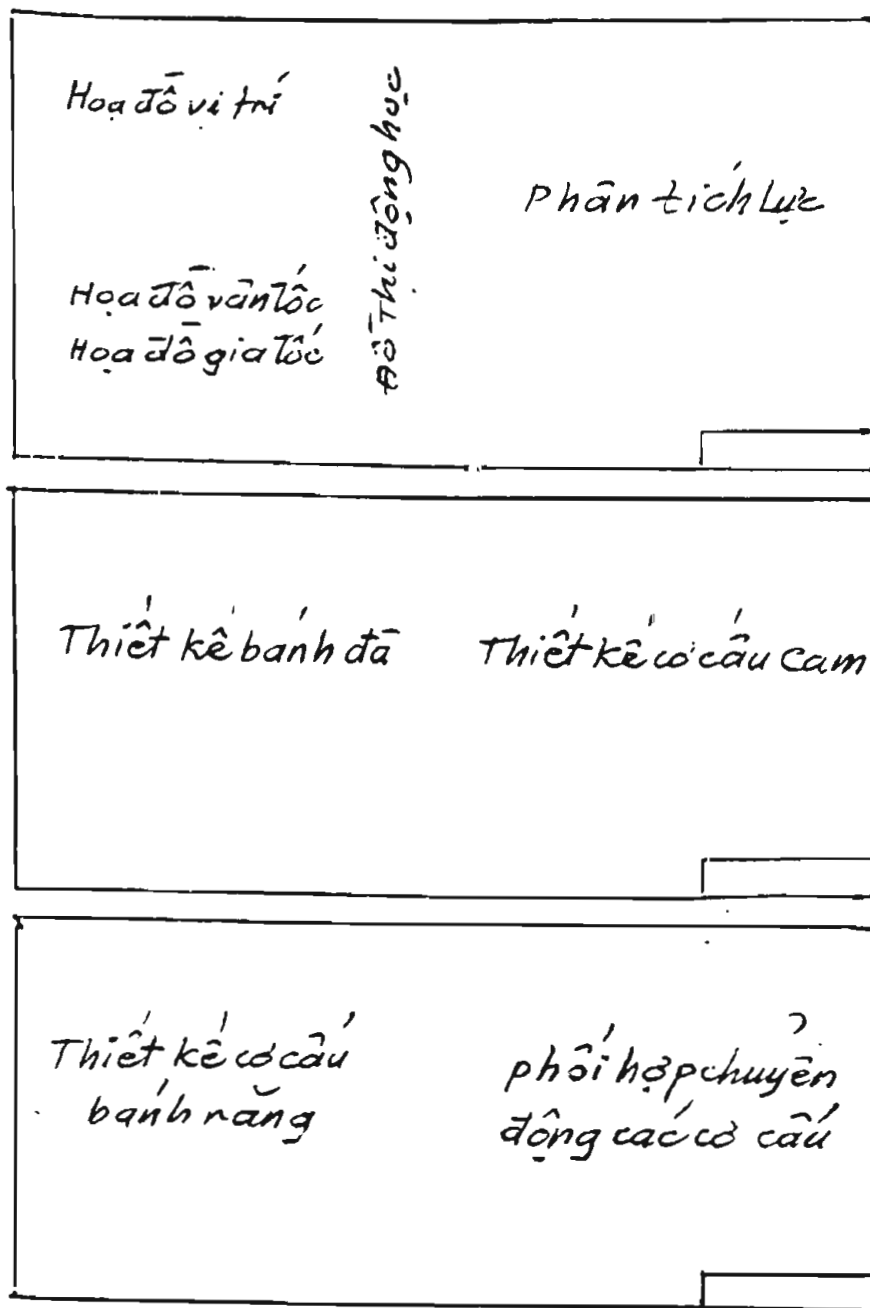 Họa đồ vị trí
Họa đồ vận tốc
Họa đồ gia tốc
Đồ Thị động học
Phân tích lực
Thiết kế bánh đà
Thiết kế cơ cấu Cam
Thiết kế cơ cấu
bánh răng
phối hợp chuyển
động các cơ cấu